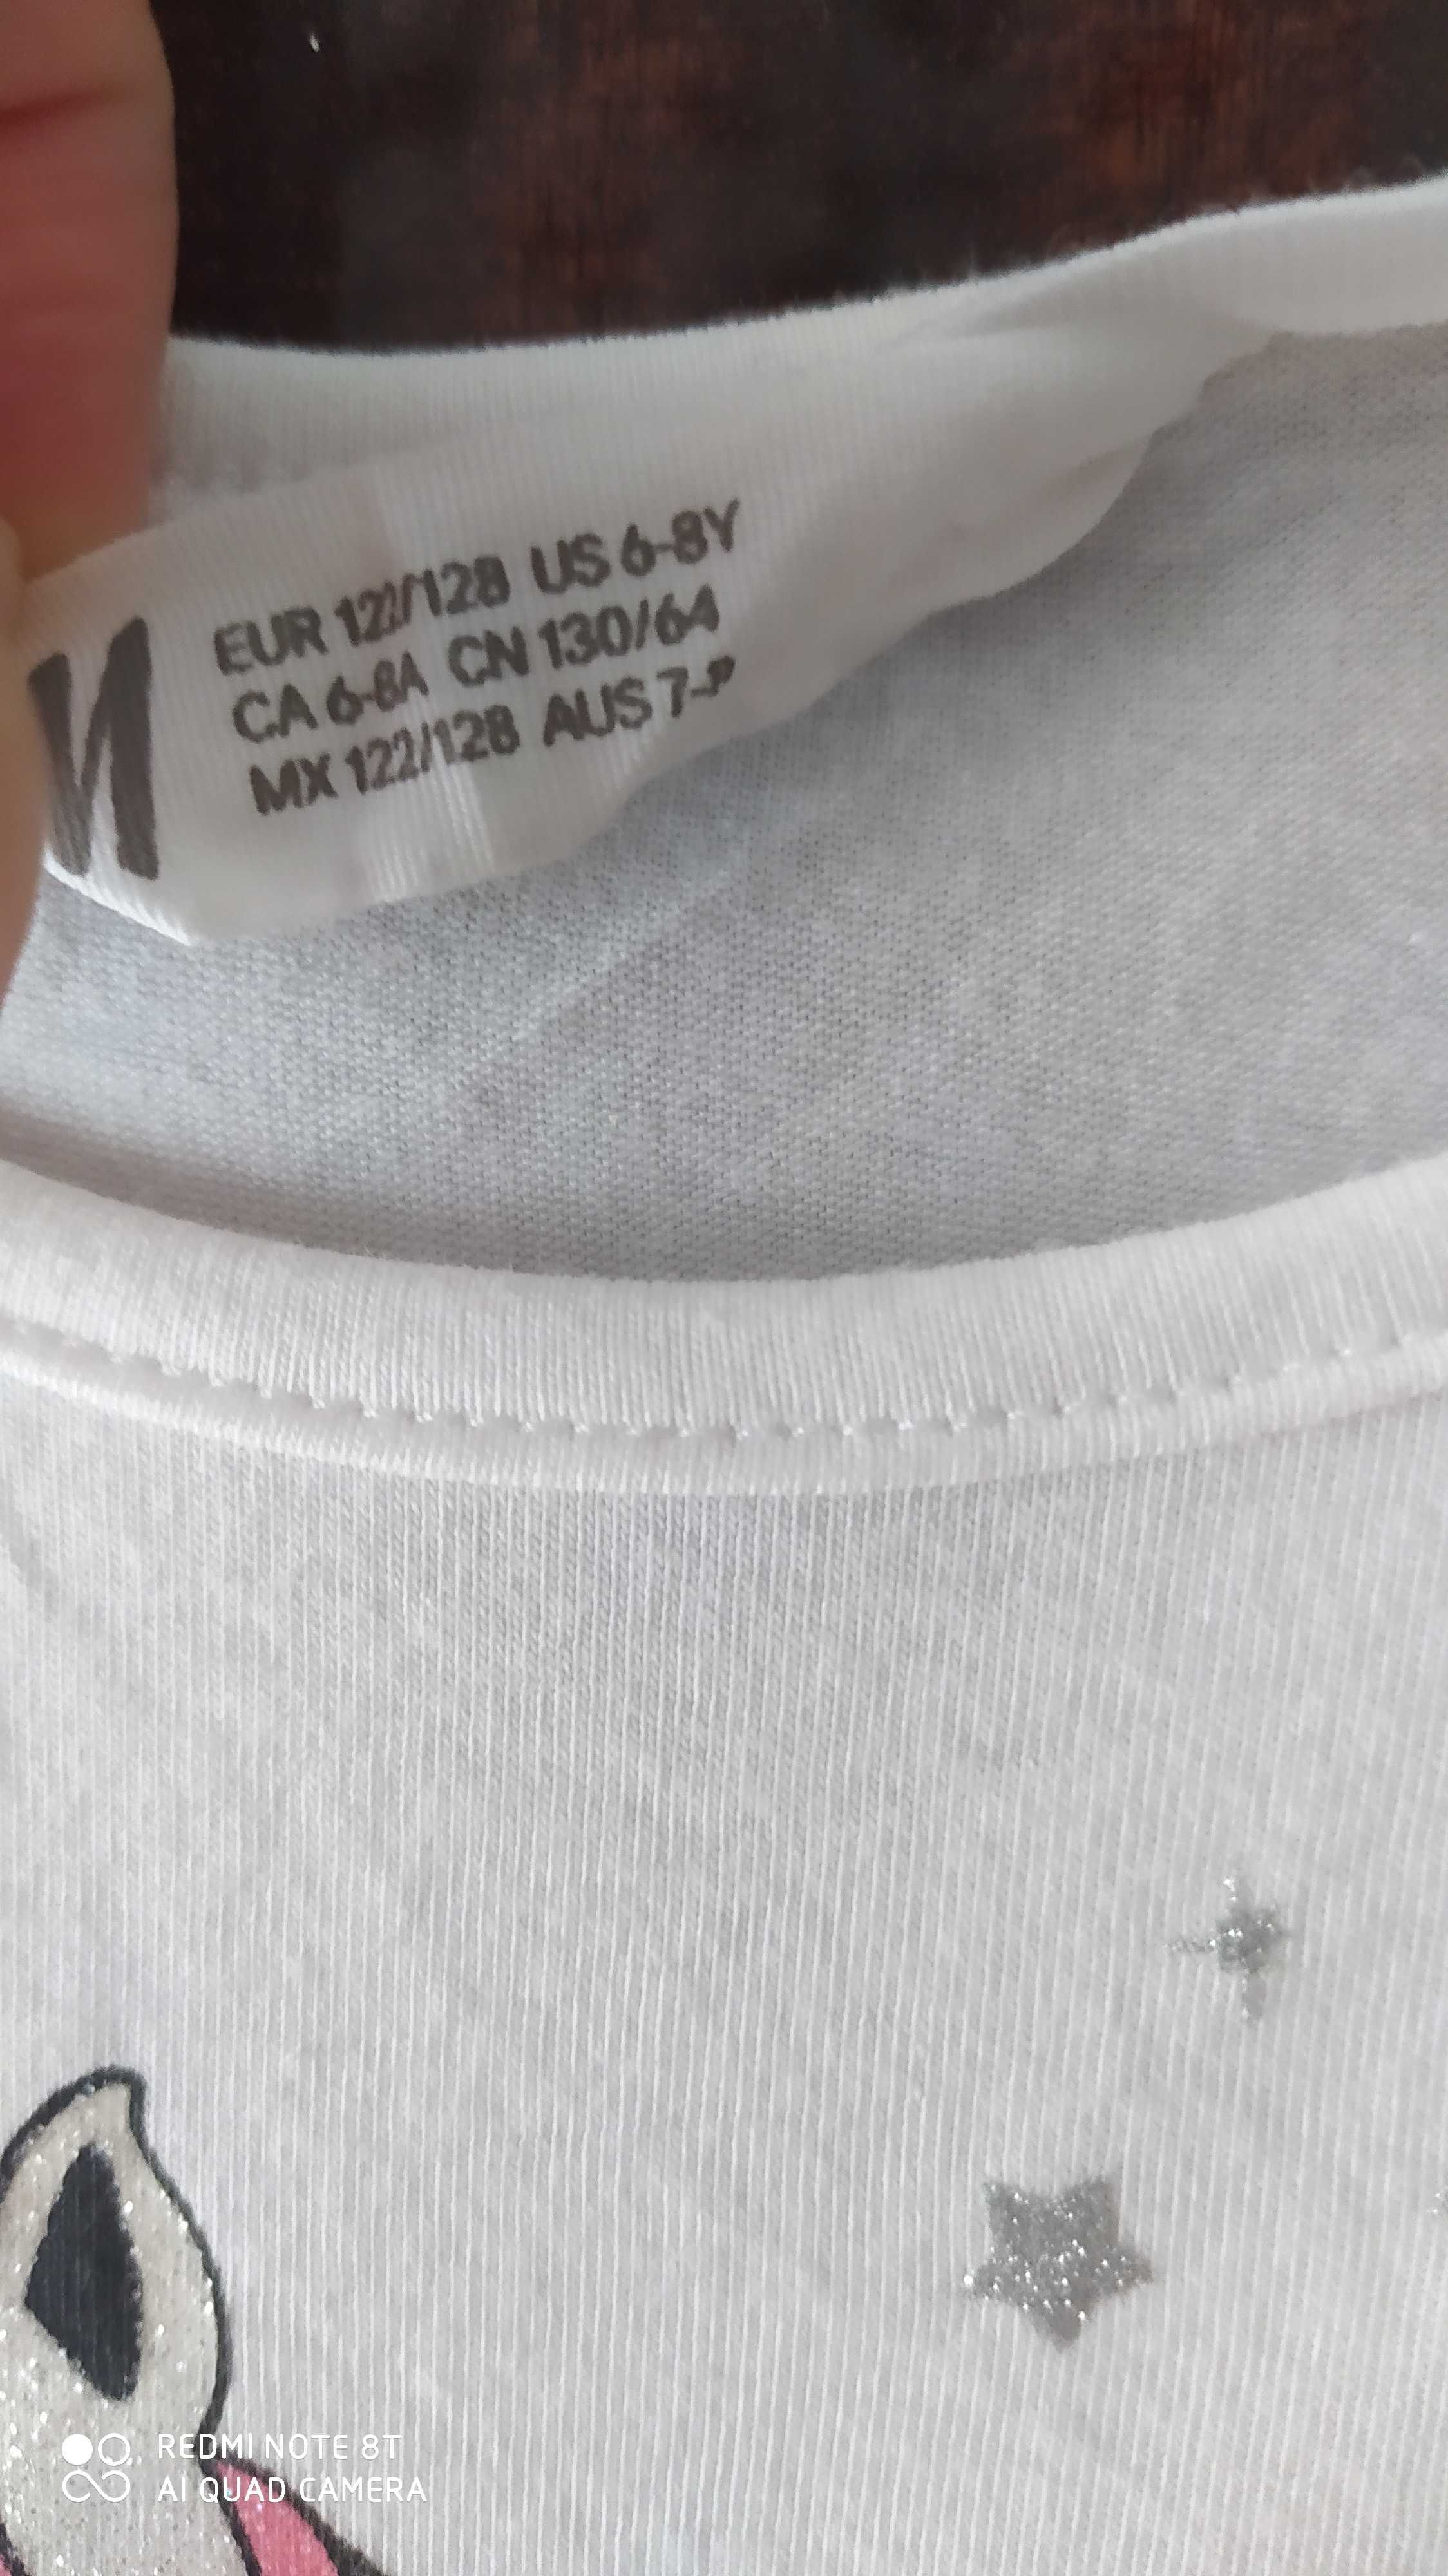 M
EUR 122/128 US 6-8Y
CA 6-8A CN 130/64
MX 122/128 AUS
REDMI NOTE 8T
AI QUAD CAMERA